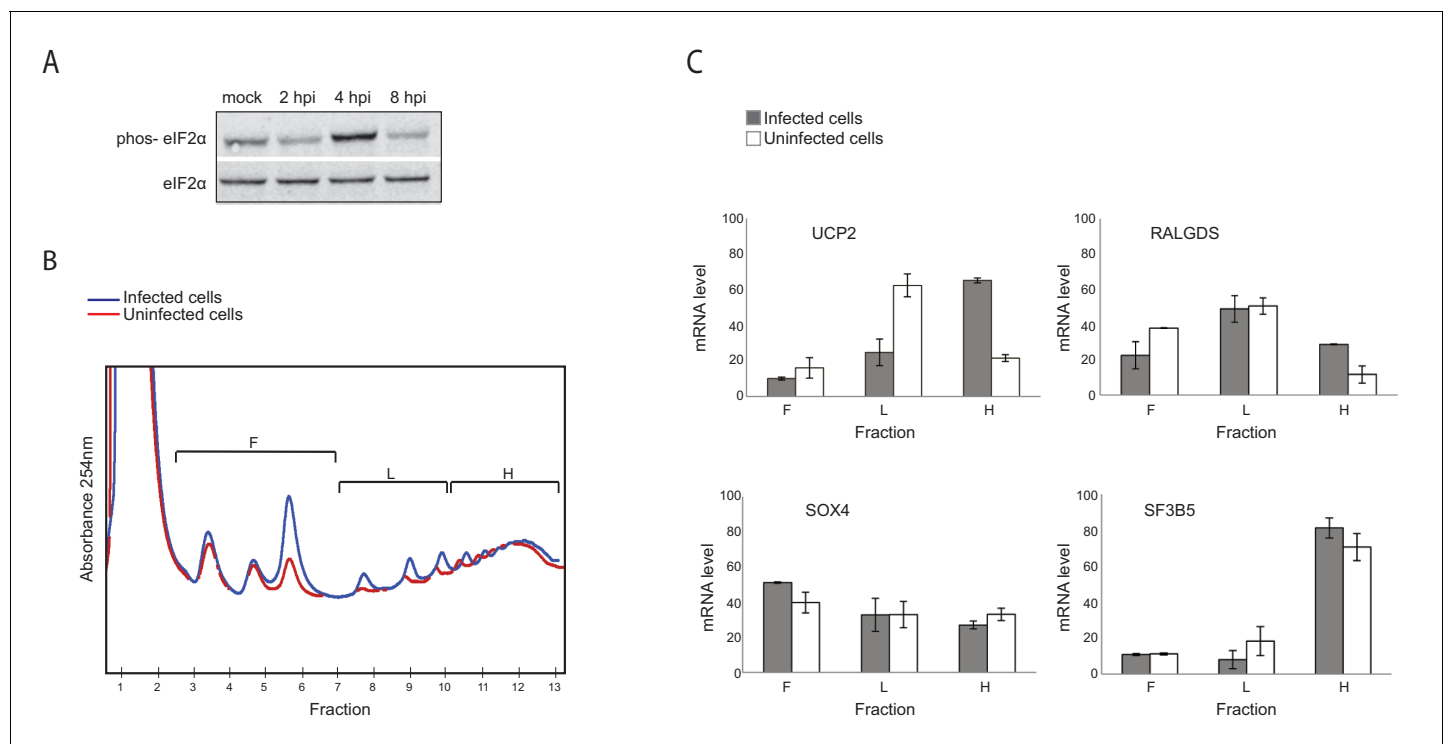 A
mock 2 hpi 4 hpi 8 hpi
phos- eIF2α
eIF2α
B
Infected cells
Uninfected cells
F
L
H
Absorbance 254nm
1 2 3 4 5 6 7 8 9 10 11 12 13
Fraction
C
Infected cells
Uninfected cells
UCP2
mRNA level
100
80
60
40
20
0
F L H
Fraction
RALGDS
mRNA level
100
80
60
40
20
0
F L H
Fraction
SOX4
mRNA level
100
80
60
40
20
0
F L H
Fraction
SF3B5
mRNA level
100
80
60
40
20
0
F L H
Fraction